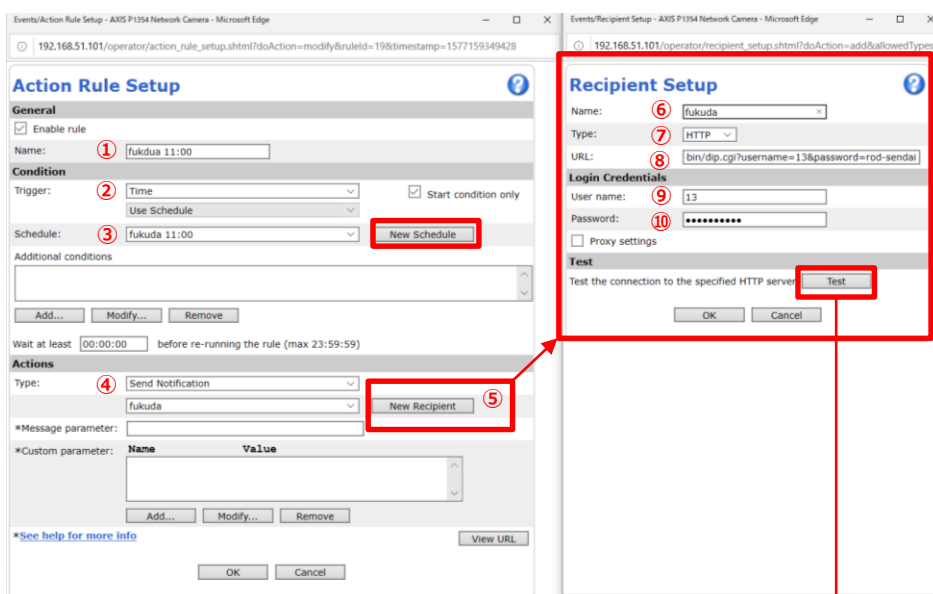 Events/Action Rule Setup - AXIS P1354 Network Camera - Microsoft Edge
192.168.51.101/operator/action_rule_setup.shtml?doAction=modify&ruleId=19&timestamp=1577159349428
Action Rule Setup
General
Enable rule
Name: ① fukdua 11:00
Condition
Trigger: ② Time Start condition only
Use Schedule
Schedule: ③ fukuda 11:00 New Schedule
Additional conditions
Add... Modify... Remove
Wait at least 00:00:00 before re-running the rule (max 23:59:59)
Actions
Type: ④ Send Notification
fukuda New Recipient ⑤
*Message parameter:
*Custom parameter: Name Value
Add... Modify... Remove
*See help for more info
View URL
OK Cancel
Events/Recipient Setup - AXIS P1354 Network Camera - Microsoft Edge
192.168.51.101/operator/recipient_setup.shtml?doAction=add&allowedTypes
Recipient Setup
Name: ⑥ fukuda
Type: ⑦ HTTP
URL: ⑧ bin/dip.cgi?username=13&password=rod-sendai
Login Credentials
User name: ⑨ 13
Password: ⑩ ••••••••••
Proxy settings
Test
Test the connection to the specified HTTP server Test
OK Cancel